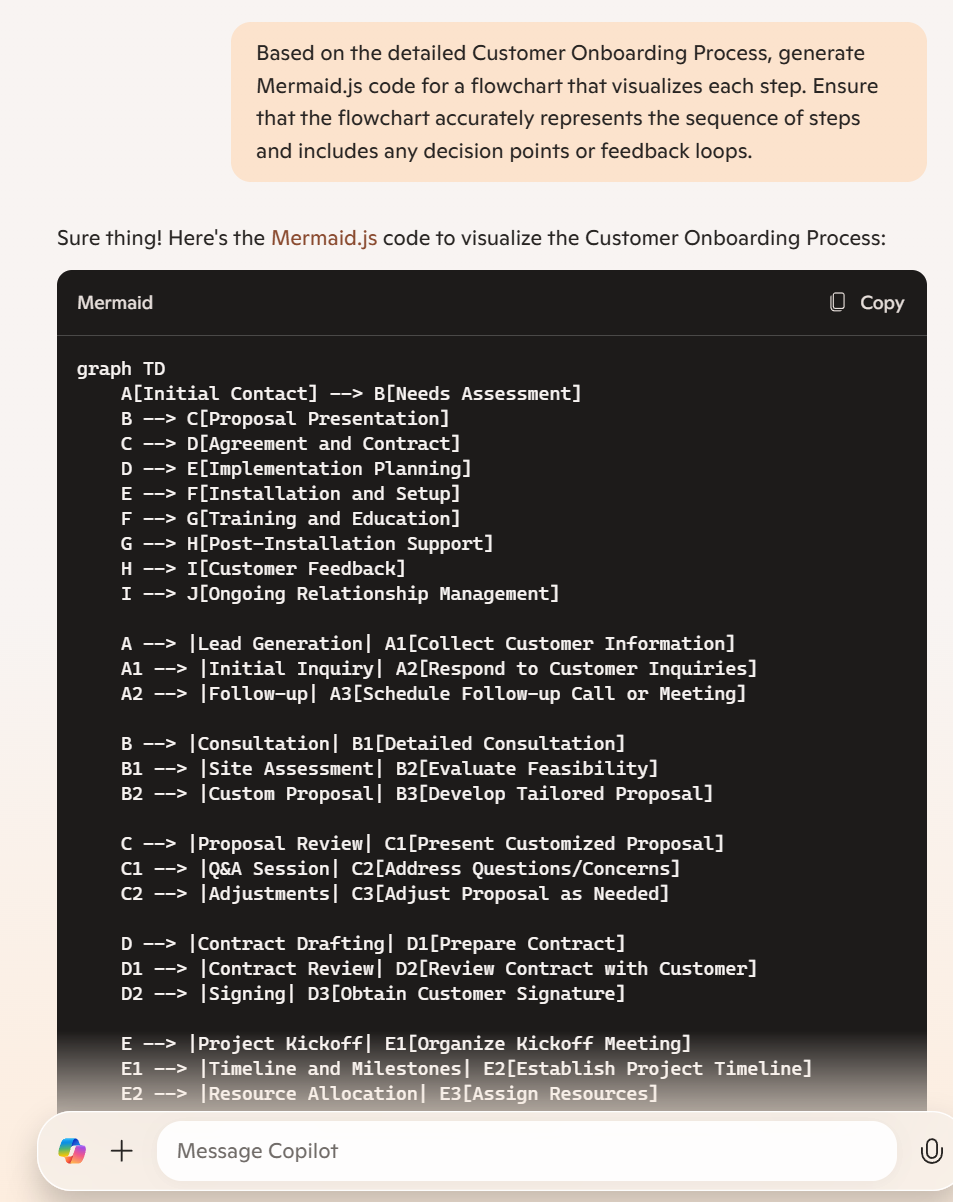 Based on the detailed Customer Onboarding Process, generate
Mermaid.js code for a flowchart that visualizes each step. Ensure
that the flowchart accurately represents the sequence of steps
and includes any decision points or feedback loops.
Sure thing! Here's the Mermaid.js code to visualize the Customer Onboarding Process:
Mermaid
Copy
graph TD
    A[Initial Contact] --> B[Needs Assessment]
    B --> C[Proposal Presentation]
    C --> D[Agreement and Contract]
    D --> E[Implementation Planning]
    E --> F[Installation and Setup]
    F --> G[Training and Education]
    G --> H[Post-Installation Support]
    H --> I[Customer Feedback]
    I --> J[Ongoing Relationship Management]
    A --> |Lead Generation| A1[Collect Customer Information]
    A1 --> |Initial Inquiry| A2[Respond to Customer Inquiries]
    A2 --> |Follow-up| A3[Schedule Follow-up Call or Meeting]
    B --> |Consultation| B1[Detailed Consultation]
    B1 --> |Site Assessment| B2[Evaluate Feasibility]
    B2 --> |Custom Proposal| B3[Develop Tailored Proposal]
    C --> |Proposal Review| C1[Present Customized Proposal]
    C1 --> |Q&A Session| C2[Address Questions/Concerns]
    C2 --> |Adjustments| C3[Adjust Proposal as Needed]
    D --> |Contract Drafting| D1[Prepare Contract]
    D1 --> |Contract Review| D2[Review Contract with Customer]
    D2 --> |Signing| D3[Obtain Customer Signature]
    E --> |Project Kickoff| E1[Organize Kickoff Meeting]
    E1 --> |Timeline and Milestones| E2[Establish Project Timeline]
    E2 --> |Resource Allocation| E3[Assign Resources]
Message Copilot